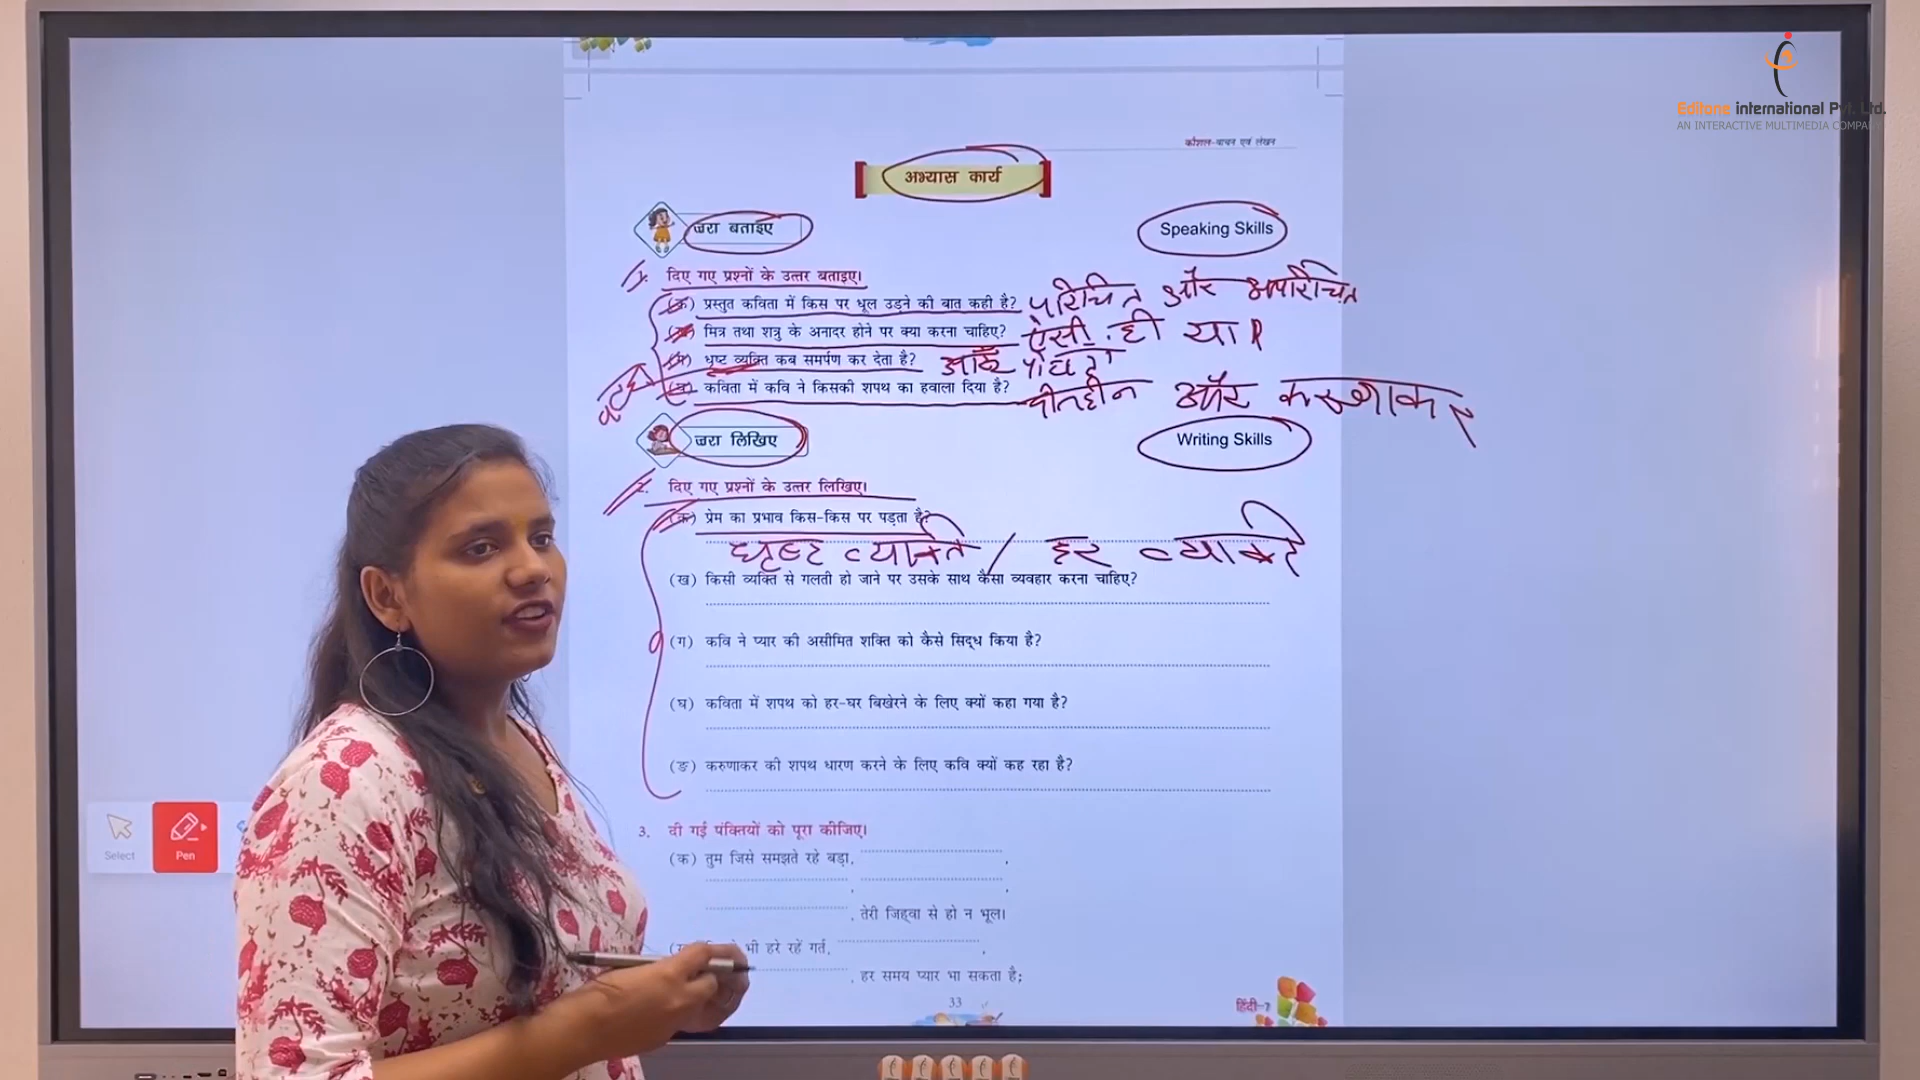 Editone international Pvt. Ltd.
AN INTERACTIVE MULTIMEDIA COMPANY
कौशल-वाचन एवं लेखन
अभ्यास कार्य
ज़रा बताइए
Speaking Skills
1. दिए गए प्रश्नों के उत्तर बताइए।
(क) प्रस्तुत कविता में किस पर धूल उड़ने की बात कही है? परिचित और अपरिचित
(ख) मित्र तथा शत्रु के अनादर होने पर क्या करना चाहिए? ऐसी ही
(ग) धृष्ट व्यक्ति कब समर्पण कर देता है?
(घ) कविता में कवि ने किसकी शपथ का हवाला दिया है? और करुणाकर
ज़रा लिखिए
Writing Skills
2. दिए गए प्रश्नों के उत्तर लिखिए।
(क) प्रेम का प्रभाव किस-किस पर पड़ता है?
धृष्ट व्यक्ति / हर व्यक्ति
(ख) किसी व्यक्ति से गलती हो जाने पर उसके साथ कैसा व्यवहार करना चाहिए?
(ग) कवि ने प्यार की असीमित शक्ति को कैसे सिद्ध किया है?
(घ) कविता में शपथ को हर-घर बिखेरने के लिए क्यों कहा गया है?
(ङ) करुणाकर की शपथ धारण करने के लिए कवि क्यों कह रहा है?
3. दी गई पंक्तियों को पूरा कीजिए।
(क) तुम जिसे समझते रहे बड़ा,
, तेरी जिह्वा से हो न भूल।
भी हरे रहें गर्त,
, हर समय प्यार भा सकता है;
Select
Pen
33
हिंदी-7